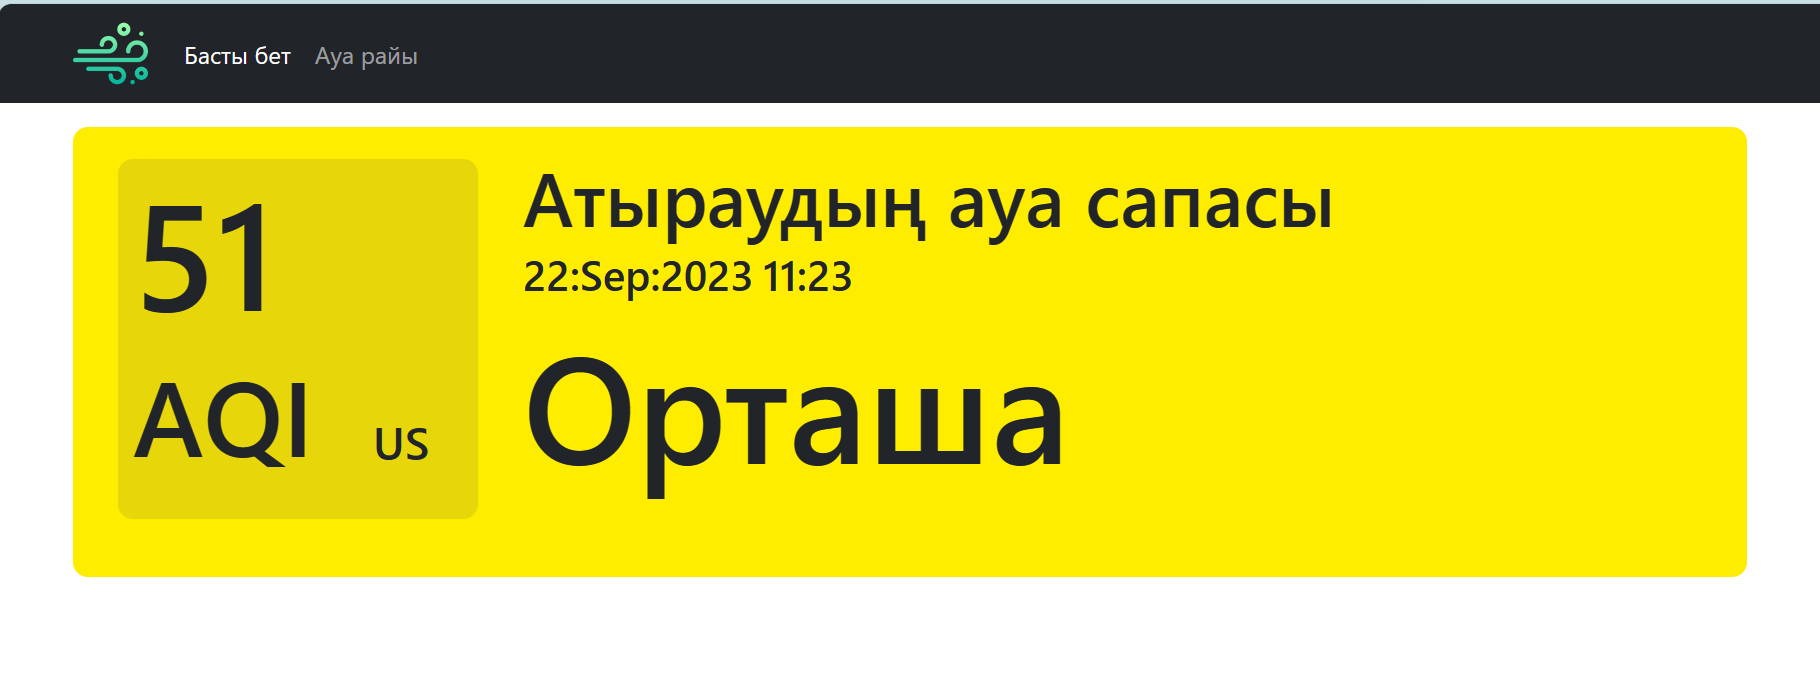 Басты бет Ауа райы
51
AQI US
Атыраудың ауа сапасы
22:Sep:2023 11:23
Орташа